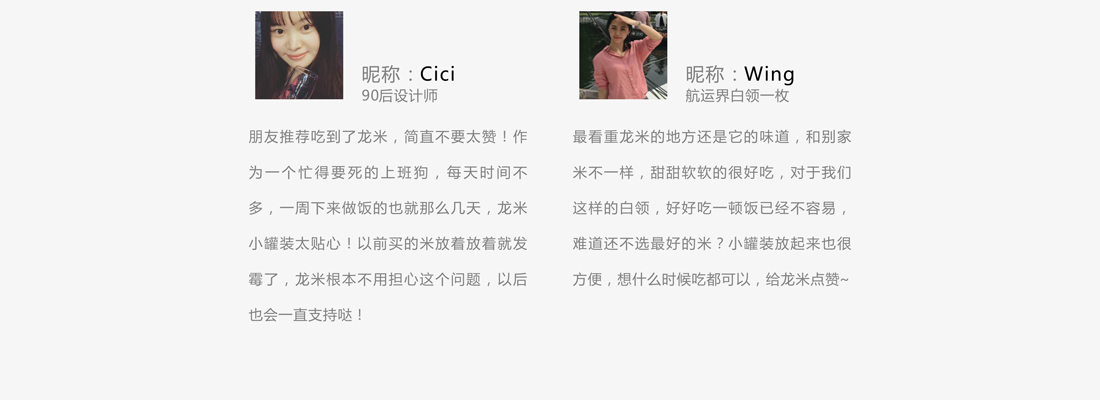 昵称：Cici
90后设计师
朋友推荐吃到了龙米，简直不要太赞！作
为一个忙得要死的上班狗，每天时间不
多，一周下来做饭的也就那么几天，龙米
小罐装太贴心！以前买的米放着放着就发
霉了，龙米根本不用担心这个问题，以后
也会一直支持哒！
昵称：Wing
航运界白领一枚
最看重龙米的地方还是它的味道，和别家
米不一样，甜甜软软的很好吃，对于我们
这样的白领，好好吃一顿饭已经不容易，
难道还不选最好的米？小罐装放起来也很
方便，想什么时候吃都可以，给龙米点赞~